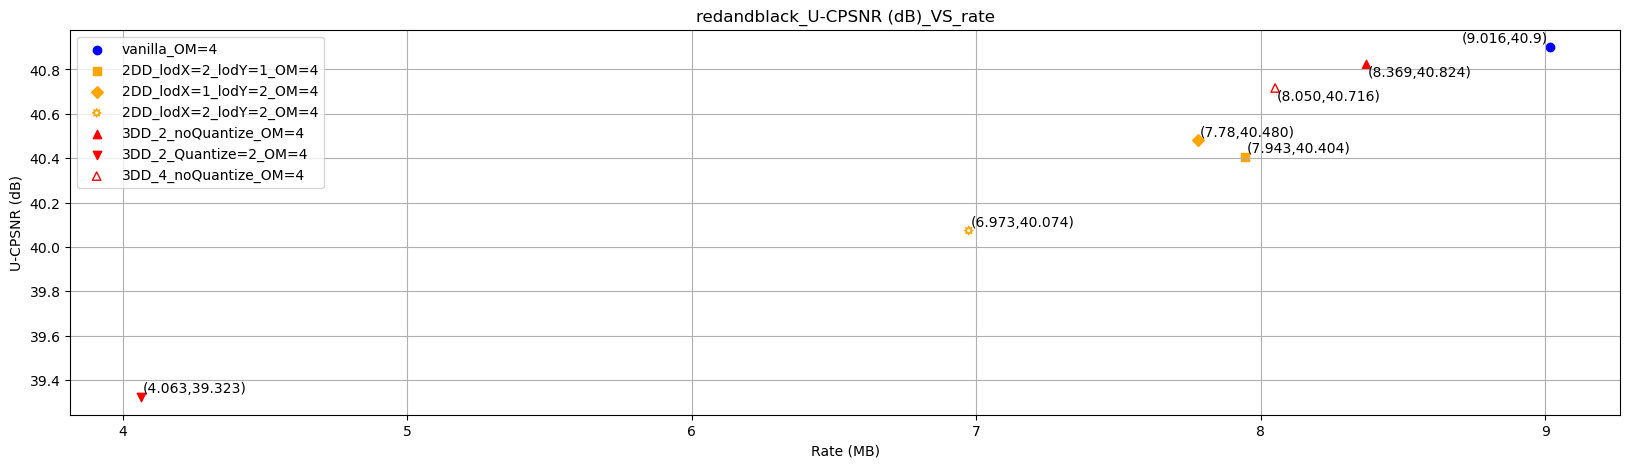 redandblack_U-CPSNR (dB)_VS_rate
vanilla_OM=4
2DD_lodX=2_lodY=1_OM=4
2DD_lodX=1_lodY=2_OM=4
2DD_lodX=2_lodY=2_OM=4
3DD_2_noQuantize_OM=4
3DD_2_Quantize=2_OM=4
3DD_4_noQuantize_OM=4
(9.016,40.9)
(8.369,40.824)
(8.050,40.716)
(7.78,40.480)
(7.943,40.404)
(6.973,40.074)
(4.063,39.323)
U-CPSNR (dB)
40.8
40.6
40.4
40.2
40.0
39.8
39.6
39.4
4
5
6
7
8
9
Rate (MB)